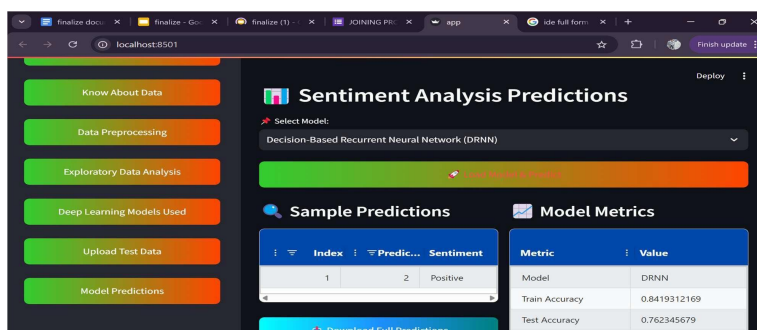 finalize docu
finalize - Goo
finalize (1) -
JOINING PRO
app
ide full form
localhost:8501
Finish update
Deploy
Know About Data
Data Preprocessing
Exploratory Data Analysis
Deep Learning Models Used
Upload Test Data
Model Predictions
Sentiment Analysis Predictions
Select Model:
Decision-Based Recurrent Neural Network (DRNN)
Sample Predictions
Index Predic... Sentiment
1 2 Positive
Download Full Predictions
Model Metrics
Metric Value
Model DRNN
Train Accuracy 0.8419312169
Test Accuracy 0.762345679